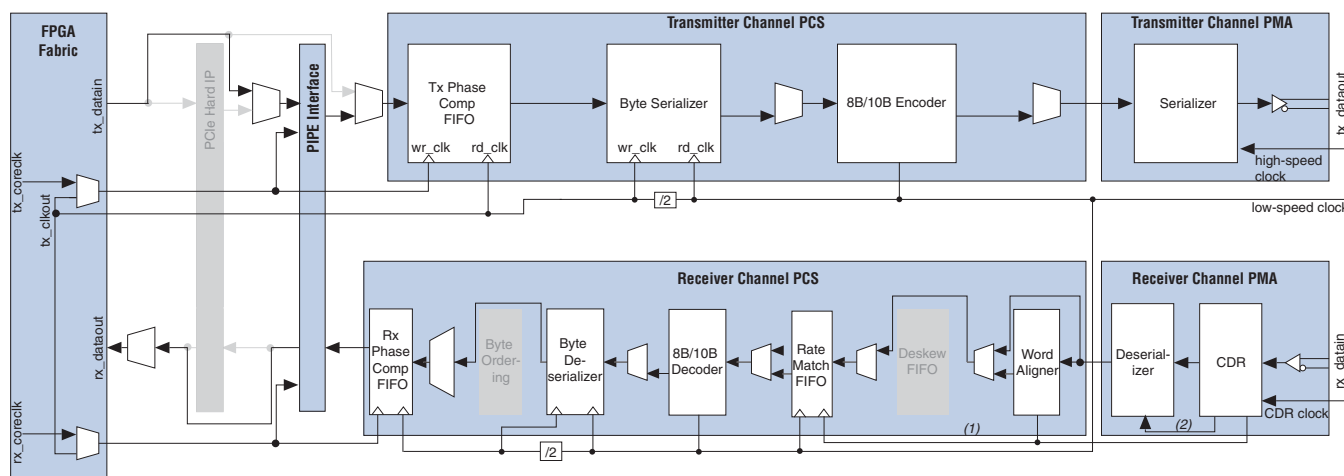 FPGA
Fabric
Transmitter Channel PCS
Transmitter Channel PMA
tx_datain
PCIe Hard IP
PIPE Interface
Tx Phase
Comp
FIFO
wr_clk
rd_clk
Byte Serializer
wr_clk
rd_clk
8B/10B Encoder
Serializer
tx_dataout
high-speed
clock
tx_coreclk
tx_clkout
/2
low-speed clock
Receiver Channel PCS
Receiver Channel PMA
rx_dataout
Rx
Phase
Comp
FIFO
Byte
Order-
ing
Byte
De-
serializer
8B/10B
Decoder
Rate
Match
FIFO
Deskew
FIFO
Word
Aligner
Deserial-
izer
CDR
rx_datain
CDR clock
rx_coreclk
/2
(1)
(2)